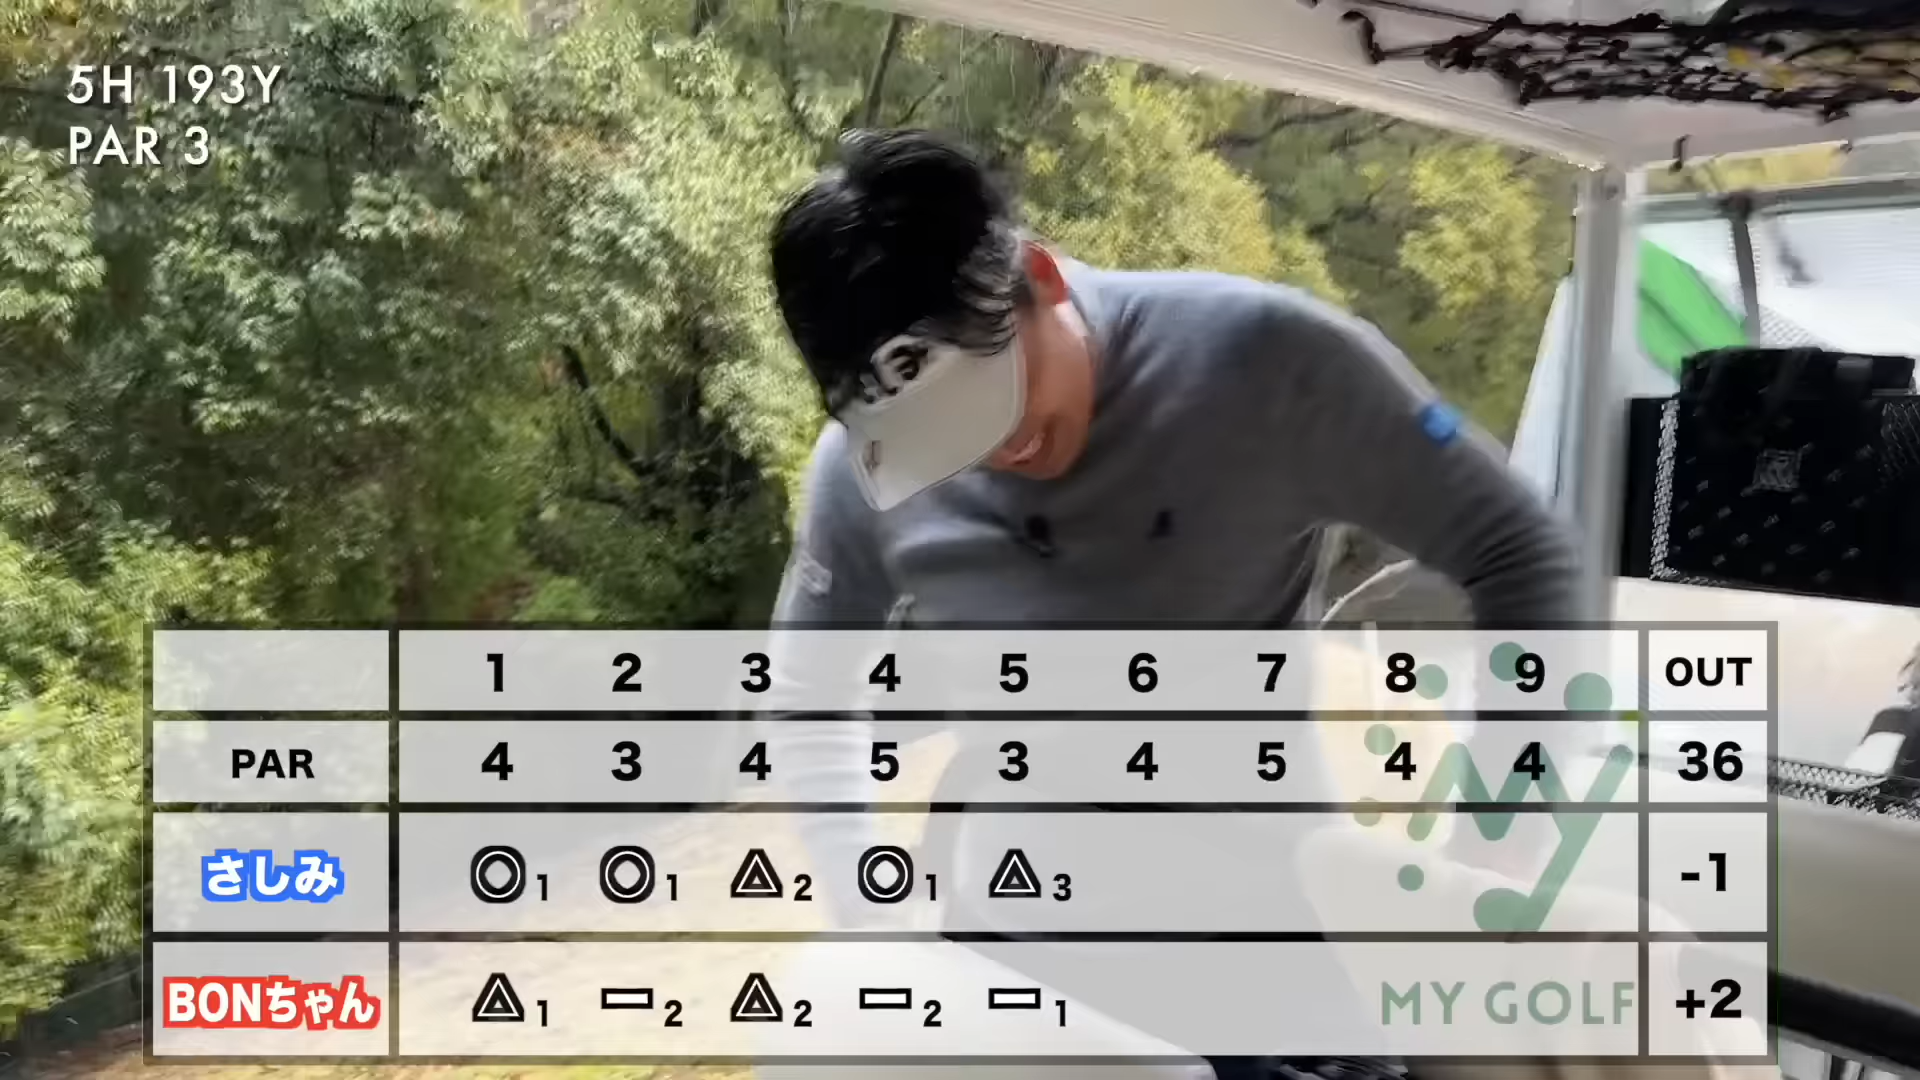 5H 193Y
PAR 3
1 2 3 4 5 6 7 8 9 OUT
PAR 4 3 4 5 3 4 5 4 4 36
さしみ ◎1 ◎1 △2 ◎1 △3 -1
BONちゃん △1 ▭2 △2 ▭2 ▭1 +2
MY GOLF